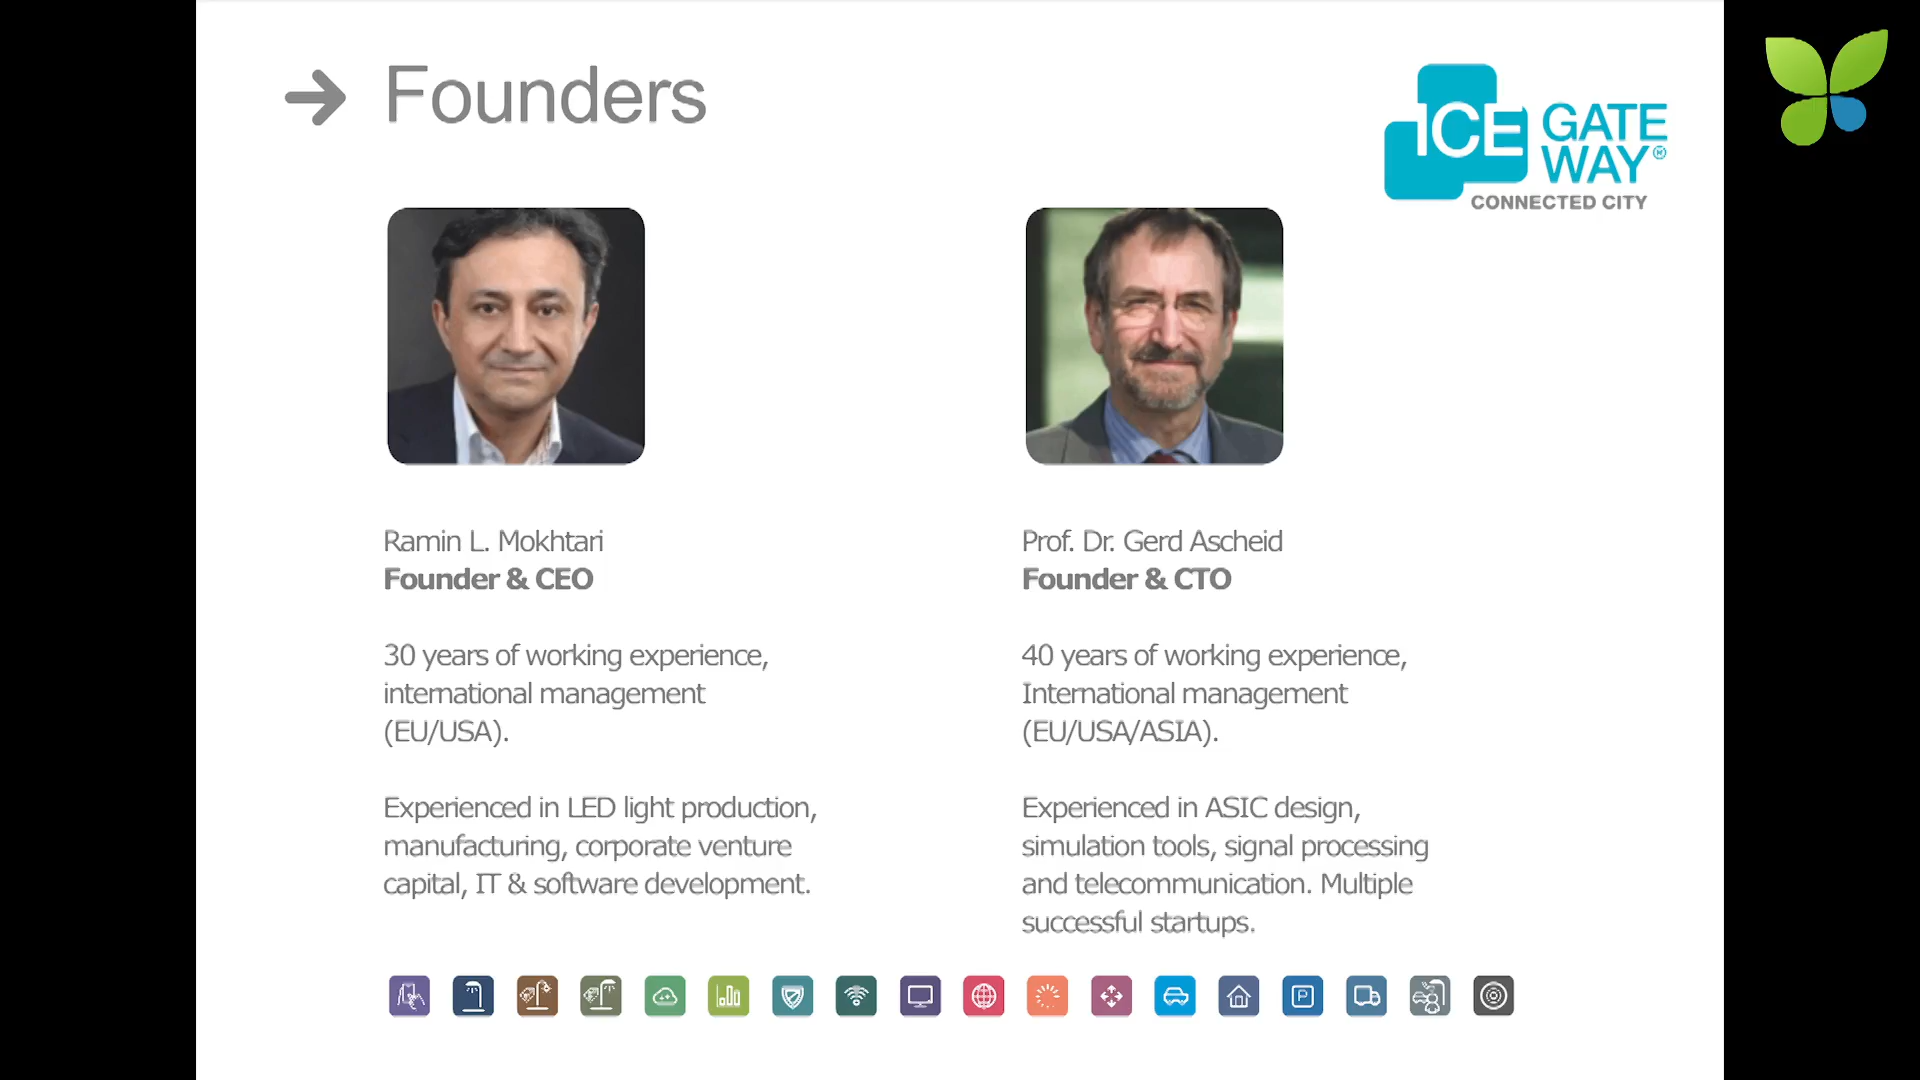 Founders
ICE GATE
WAY®
CONNECTED CITY
Ramin L. Mokhtari
Founder & CEO
30 years of working experience,
international management
(EU/USA).
Experienced in LED light production,
manufacturing, corporate venture
capital, IT & software development.
Prof. Dr. Gerd Ascheid
Founder & CTO
40 years of working experience,
International management
(EU/USA/ASIA).
Experienced in ASIC design,
simulation tools, signal processing
and telecommunication. Multiple
successful startups.
P